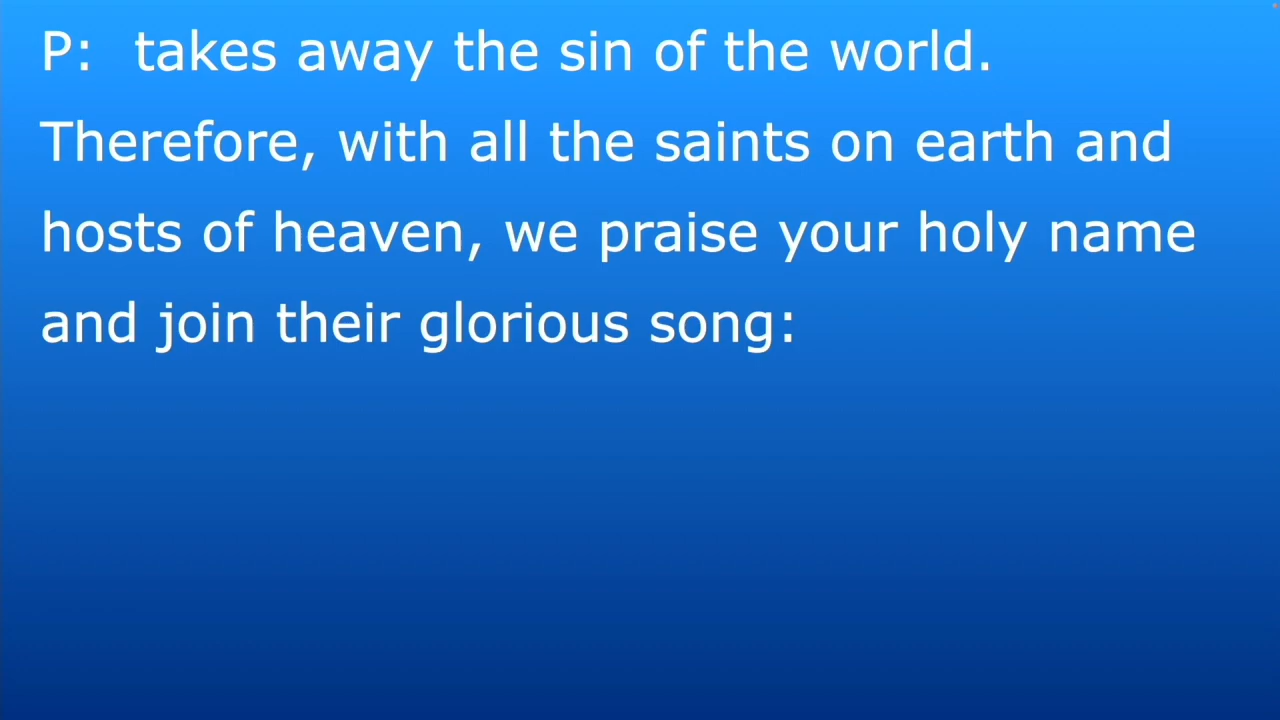 P: takes away the sin of the world.
Therefore, with all the saints on earth and
hosts of heaven, we praise your holy name
and join their glorious song: